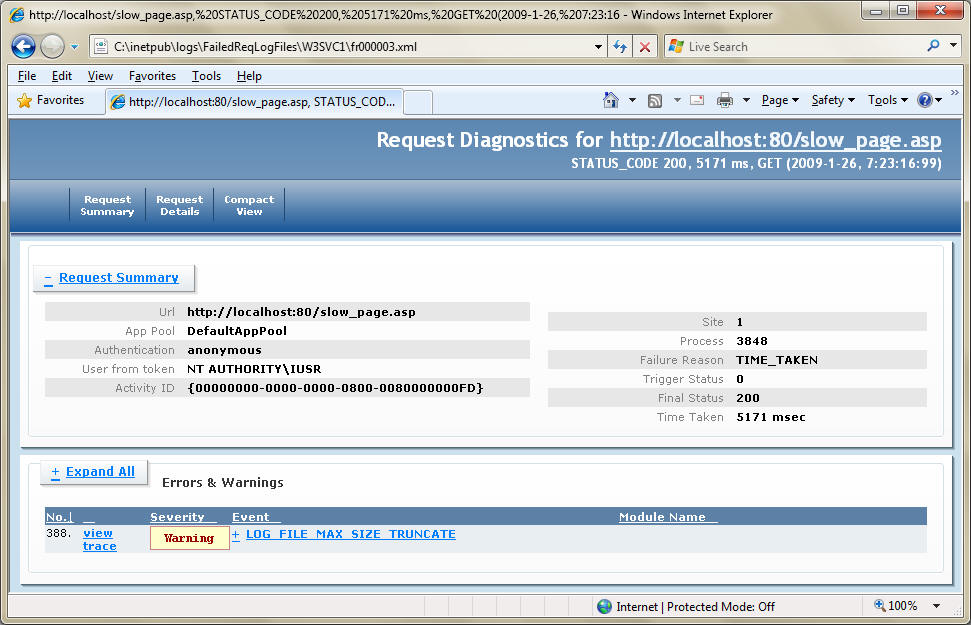 http://localhost/slow_page.asp,%20STATUS_CODE%20200,%205171%20ms,%20GET%20(2009-1-26,%207:23:16 - Windows Internet Explorer
C:\inetpub\logs\FailedReqLogFiles\W3SVC1\fr000003.xml
Live Search
File Edit View Favorites Tools Help
Favorites http://localhost:80/slow_page.asp, STATUS_COD... Page Safety Tools
Request Diagnostics for http://localhost:80/slow_page.asp
STATUS_CODE 200, 5171 ms, GET (2009-1-26, 7:23:16:99)
Request Summary
Request Details
Compact View
− Request Summary
Url http://localhost:80/slow_page.asp
App Pool DefaultAppPool
Authentication anonymous
User from token NT AUTHORITY\IUSR
Activity ID {00000000-0000-0000-0800-0080000000FD}
Site 1
Process 3848
Failure Reason TIME_TAKEN
Trigger Status 0
Final Status 200
Time Taken 5171 msec
+ Expand All
Errors & Warnings
No.↓ Severity Event Module Name
388. view trace Warning + LOG_FILE_MAX_SIZE_TRUNCATE
Internet | Protected Mode: Off
100%